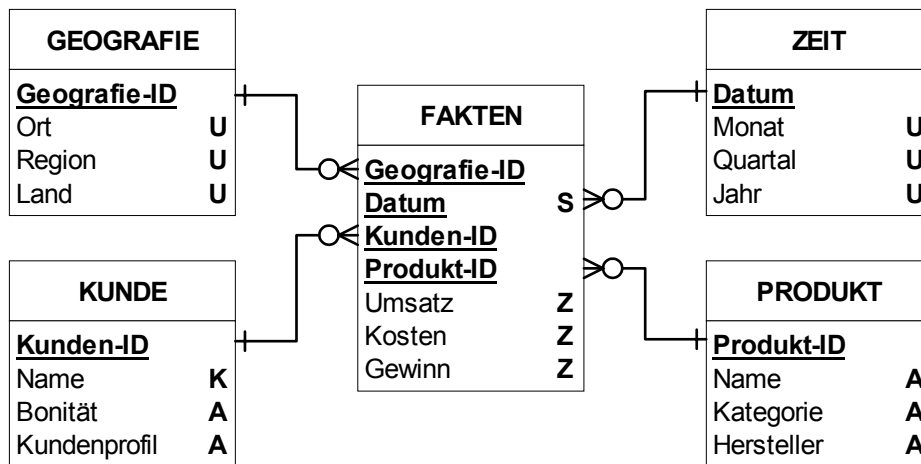 GEOGRAFIE
Geografie-ID
Ort U
Region U
Land U
KUNDE
Kunden-ID
Name K
Bonität A
Kundenprofil A
FAKTEN
Geografie-ID
Datum S
Kunden-ID
Produkt-ID
Umsatz Z
Kosten Z
Gewinn Z
ZEIT
Datum
Monat U
Quartal U
Jahr U
PRODUKT
Produkt-ID
Name A
Kategorie A
Hersteller A